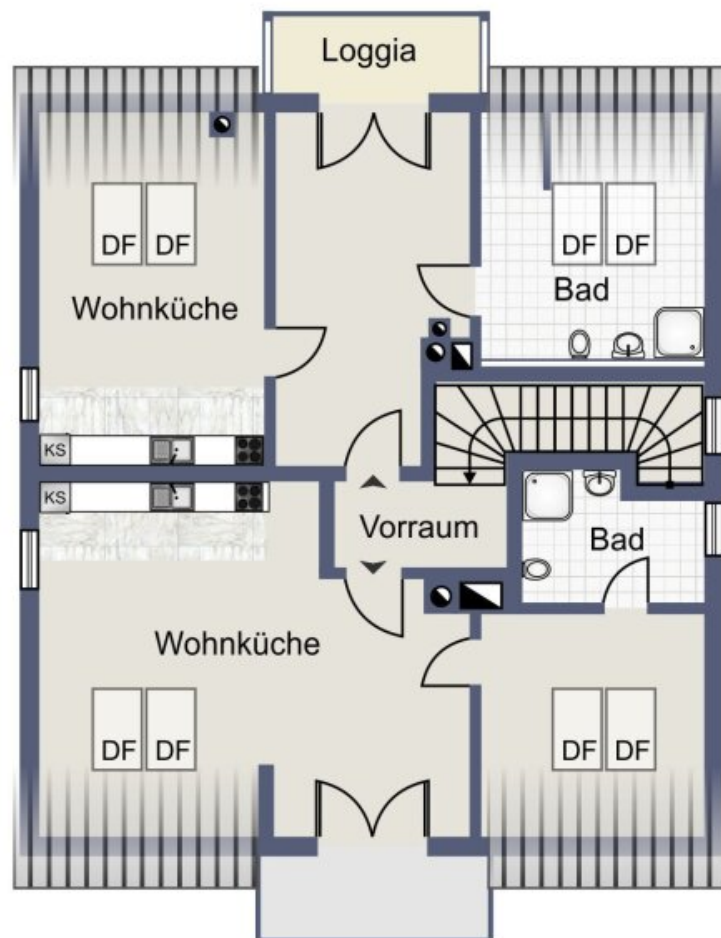 Loggia
DF DF
DF DF
Wohnküche
Bad
KS
KS
Vorraum
Bad
Wohnküche
DF DF
DF DF